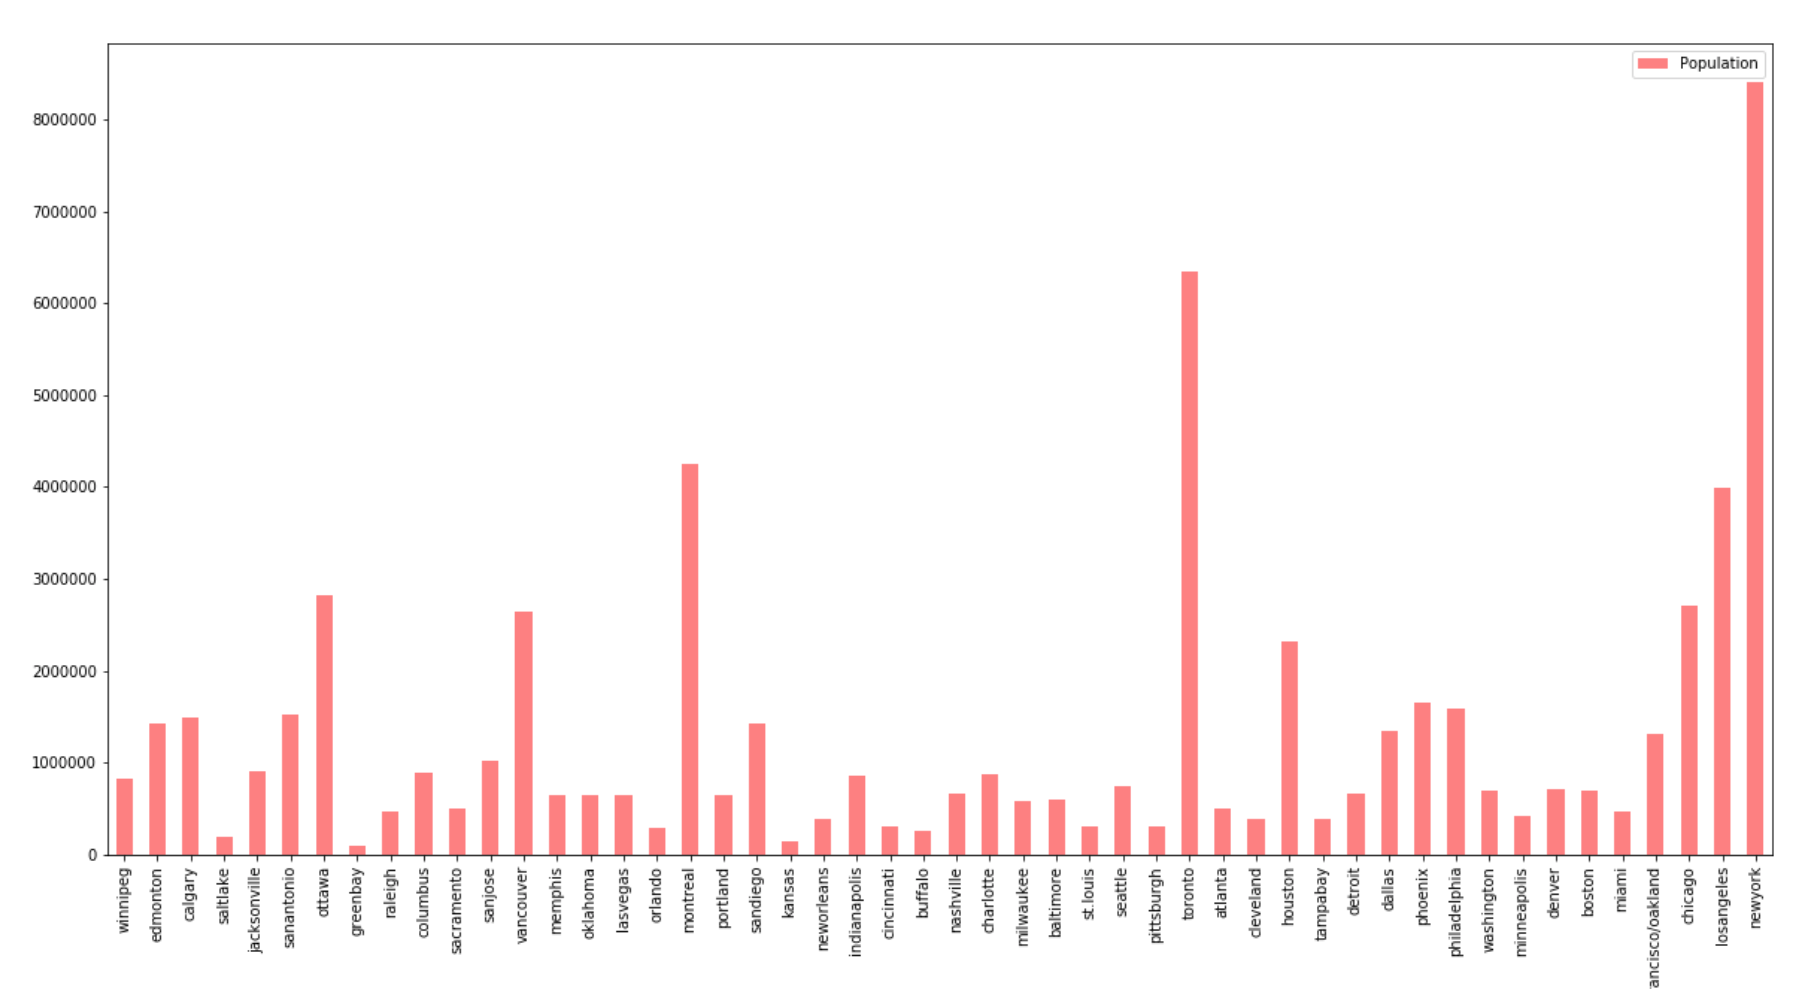 Population
8000000
7000000
6000000
5000000
4000000
3000000
2000000
1000000
0
winnipeg
edmonton
calgary
saltlake
jacksonville
sanantonio
ottawa
greenbay
raleigh
columbus
sacramento
sanjose
vancouver
memphis
oklahoma
lasvegas
orlando
montreal
portland
sandiego
kansas
neworleans
indianapolis
cincinnati
buffalo
nashville
charlotte
milwaukee
baltimore
st.louis
seattle
pittsburgh
toronto
atlanta
cleveland
houston
tampabay
detroit
dallas
phoenix
philadelphia
washington
minneapolis
denver
boston
miami
ancisco/oakland
chicago
losangeles
newyork